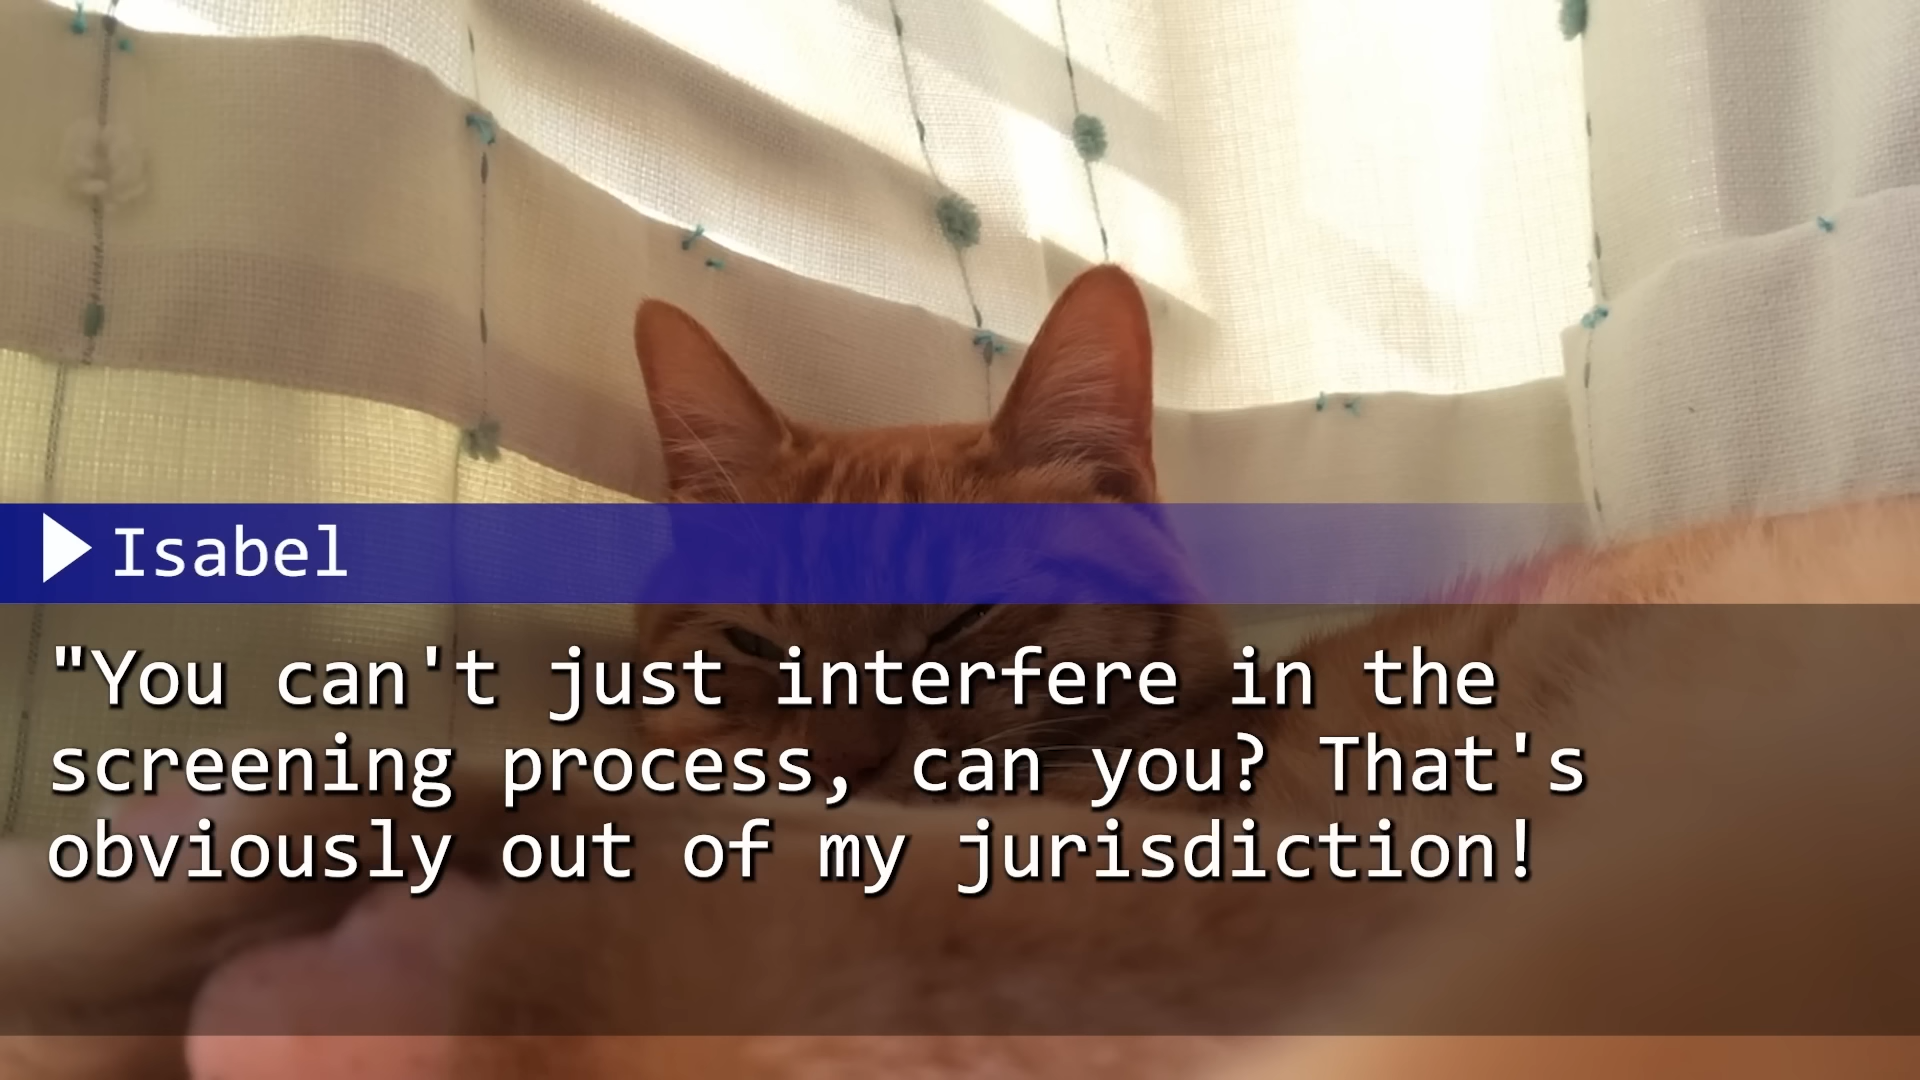 Isabel
"You can't just interfere in the
screening process, can you? That's
obviously out of my jurisdiction!